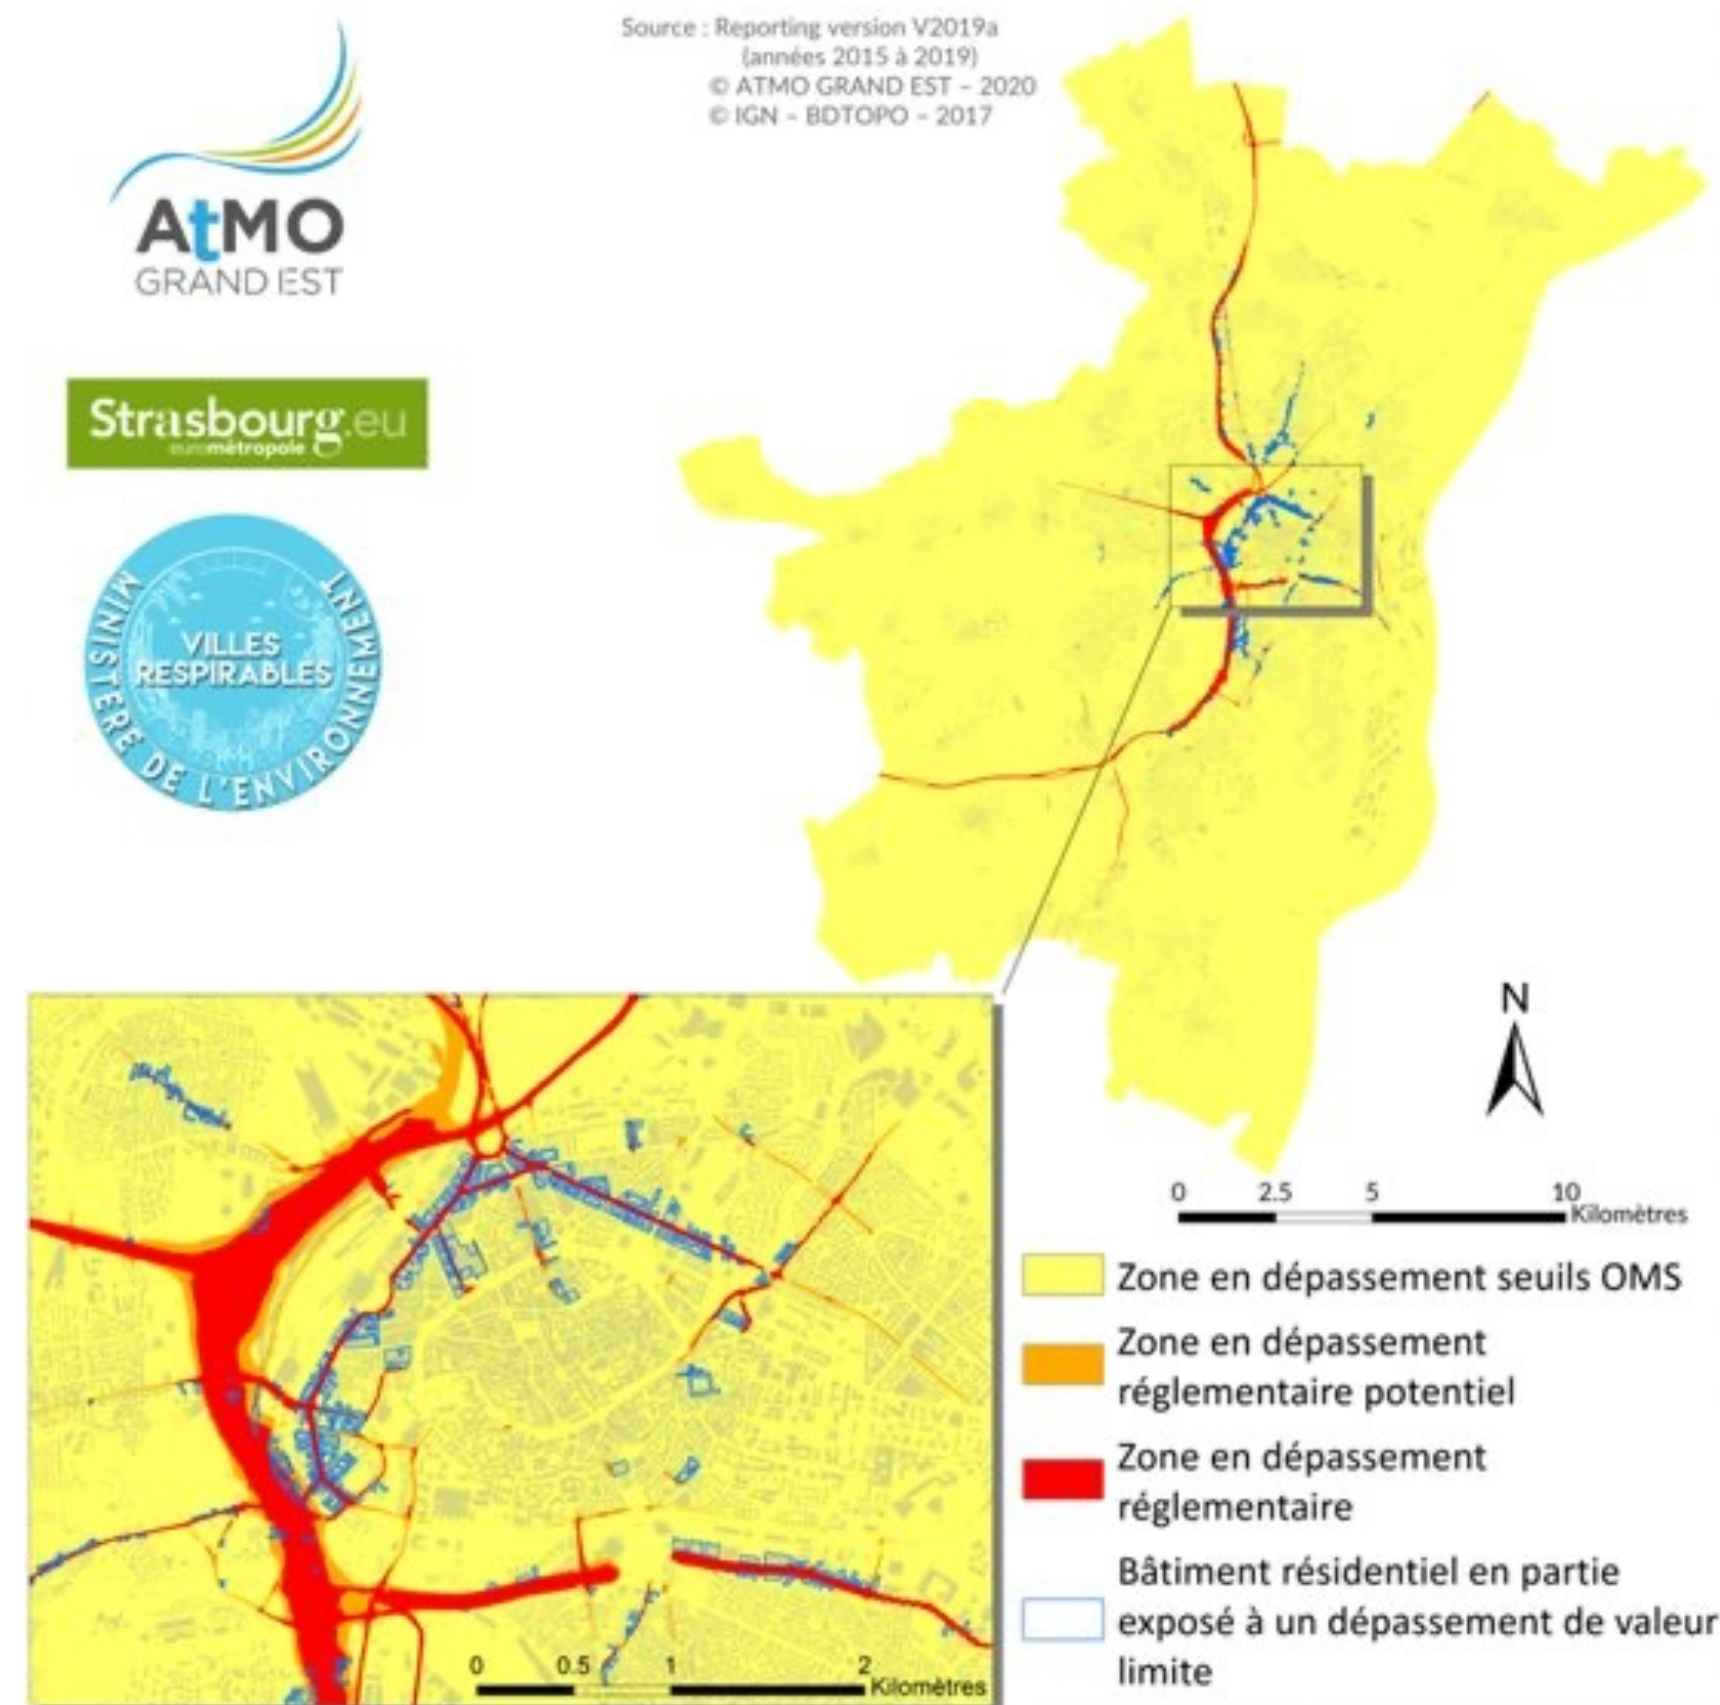 Source : Reporting version V2019a
(années 2015 à 2019)
© ATMO GRAND EST – 2020
© IGN – BDTOPO – 2017
AtMO
GRAND EST
Strasbourg.eu
eurométropole
VILLES
RESPIRABLES
MINISTERE DE L'ENVIRONNEMENT
N
0 2.5 5 10
Kilomètres
Zone en dépassement seuils OMS
Zone en dépassement
réglementaire potentiel
Zone en dépassement
réglementaire
Bâtiment résidentiel en partie
exposé à un dépassement de valeur
limite
0 0.5 1 2
Kilomètres